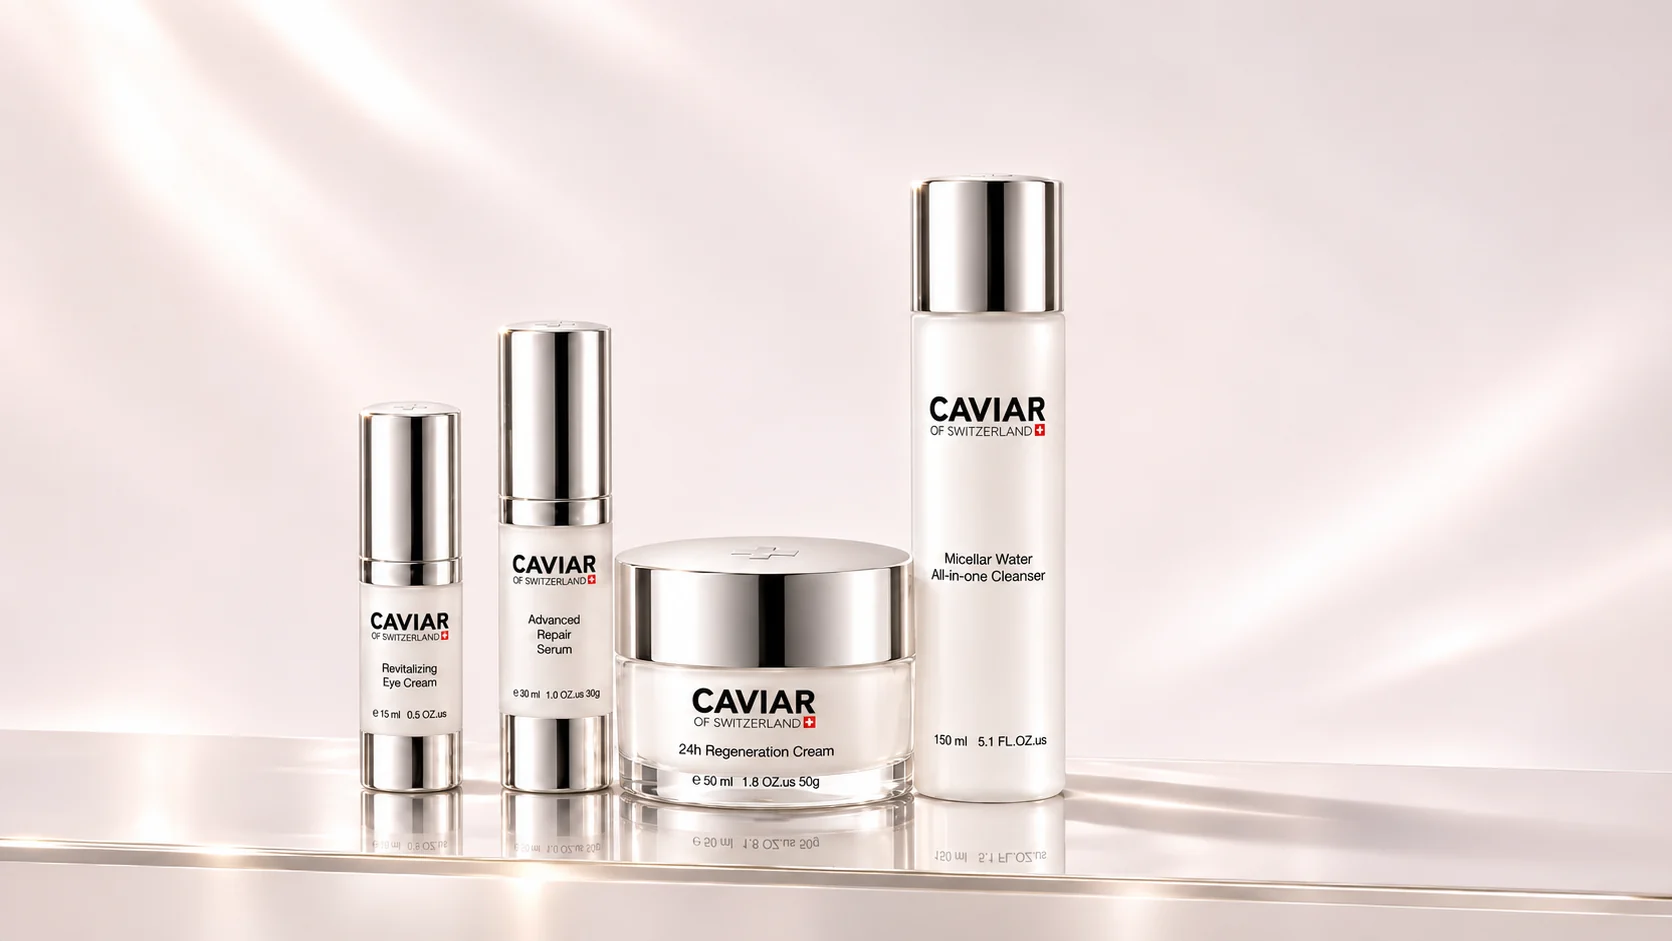 CAVIAR
OF SWITZERLAND
Revitalizing
Eye Cream
e 15 ml 0.5 OZ.us
CAVIAR
OF SWITZERLAND
Advanced
Repair
Serum
e 30 ml 1.0 OZ.us 30g
CAVIAR
OF SWITZERLAND
24h Regeneration Cream
e 50 ml 1.8 OZ.us 50g
CAVIAR
OF SWITZERLAND
Micellar Water
All-in-one Cleanser
150 ml 5.1 FL.OZ.us